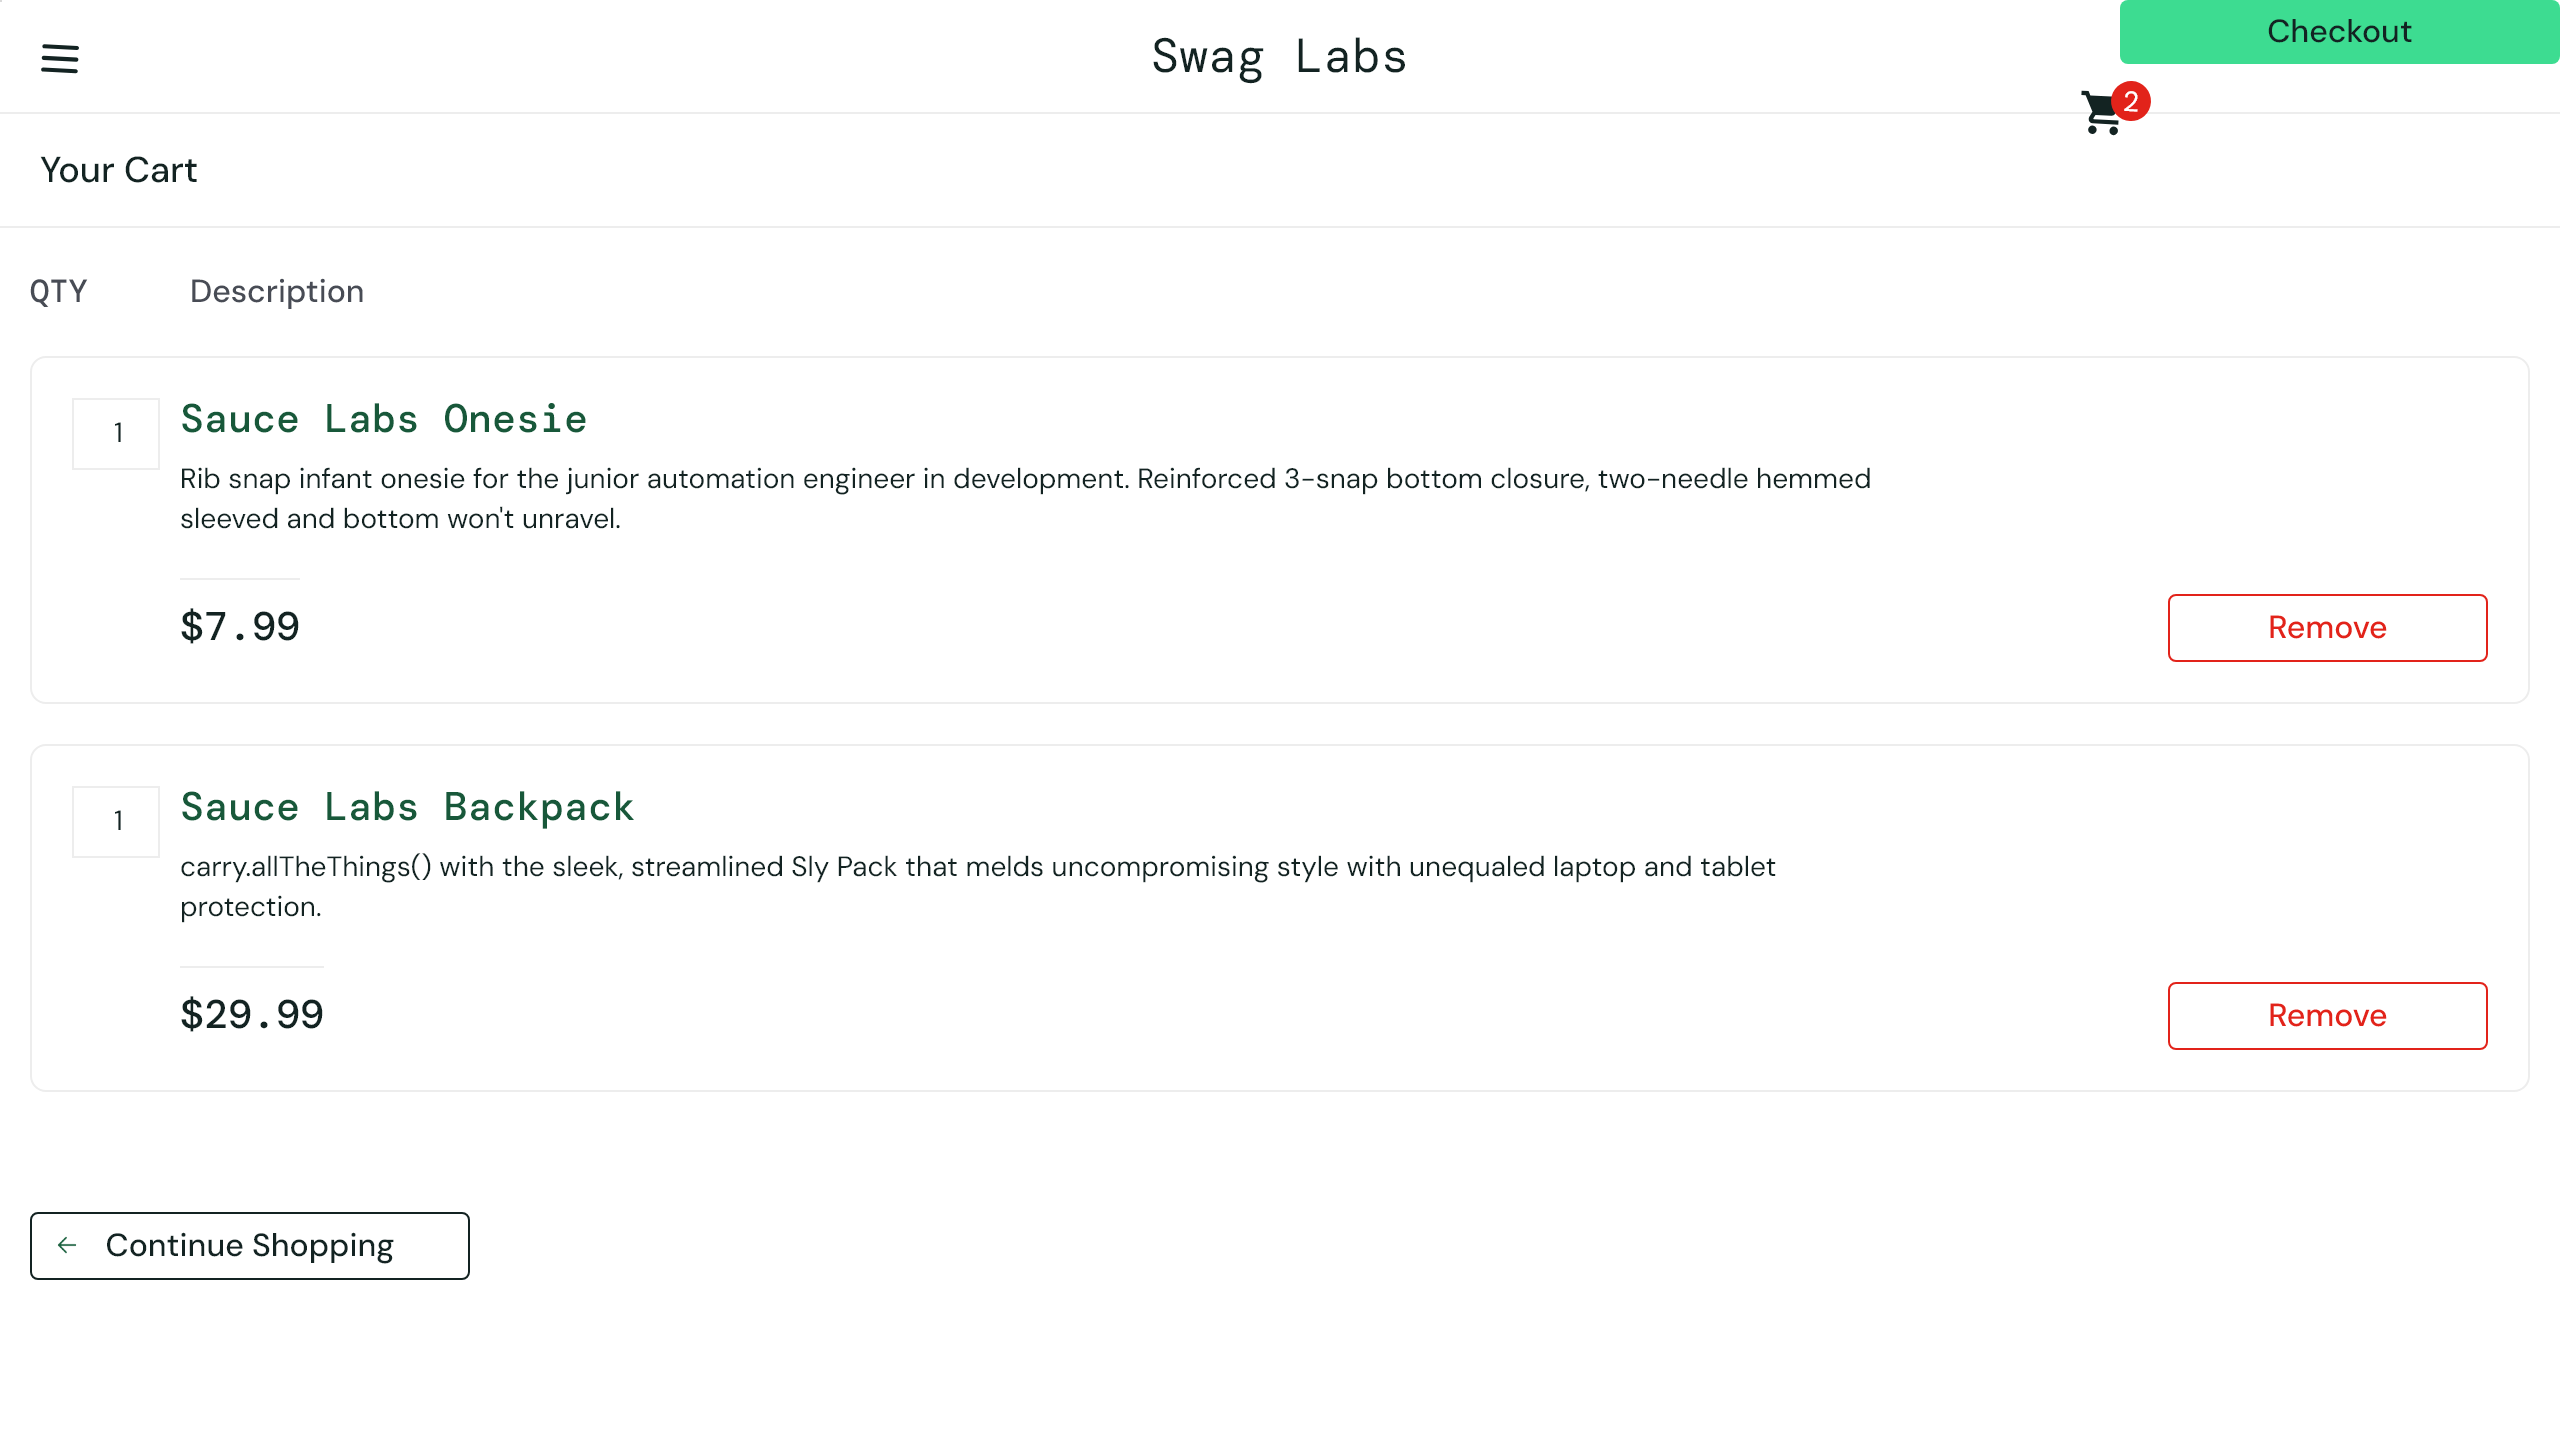 Swag Labs
Checkout
2
Your Cart
QTY
Description
1
Sauce Labs Onesie
Rib snap infant onesie for the junior automation engineer in development. Reinforced 3-snap bottom closure, two-needle hemmed
sleeved and bottom won't unravel.
$7.99
Remove
1
Sauce Labs Backpack
carry.allTheThings() with the sleek, streamlined Sly Pack that melds uncompromising style with unequaled laptop and tablet
protection.
$29.99
Remove
Continue Shopping